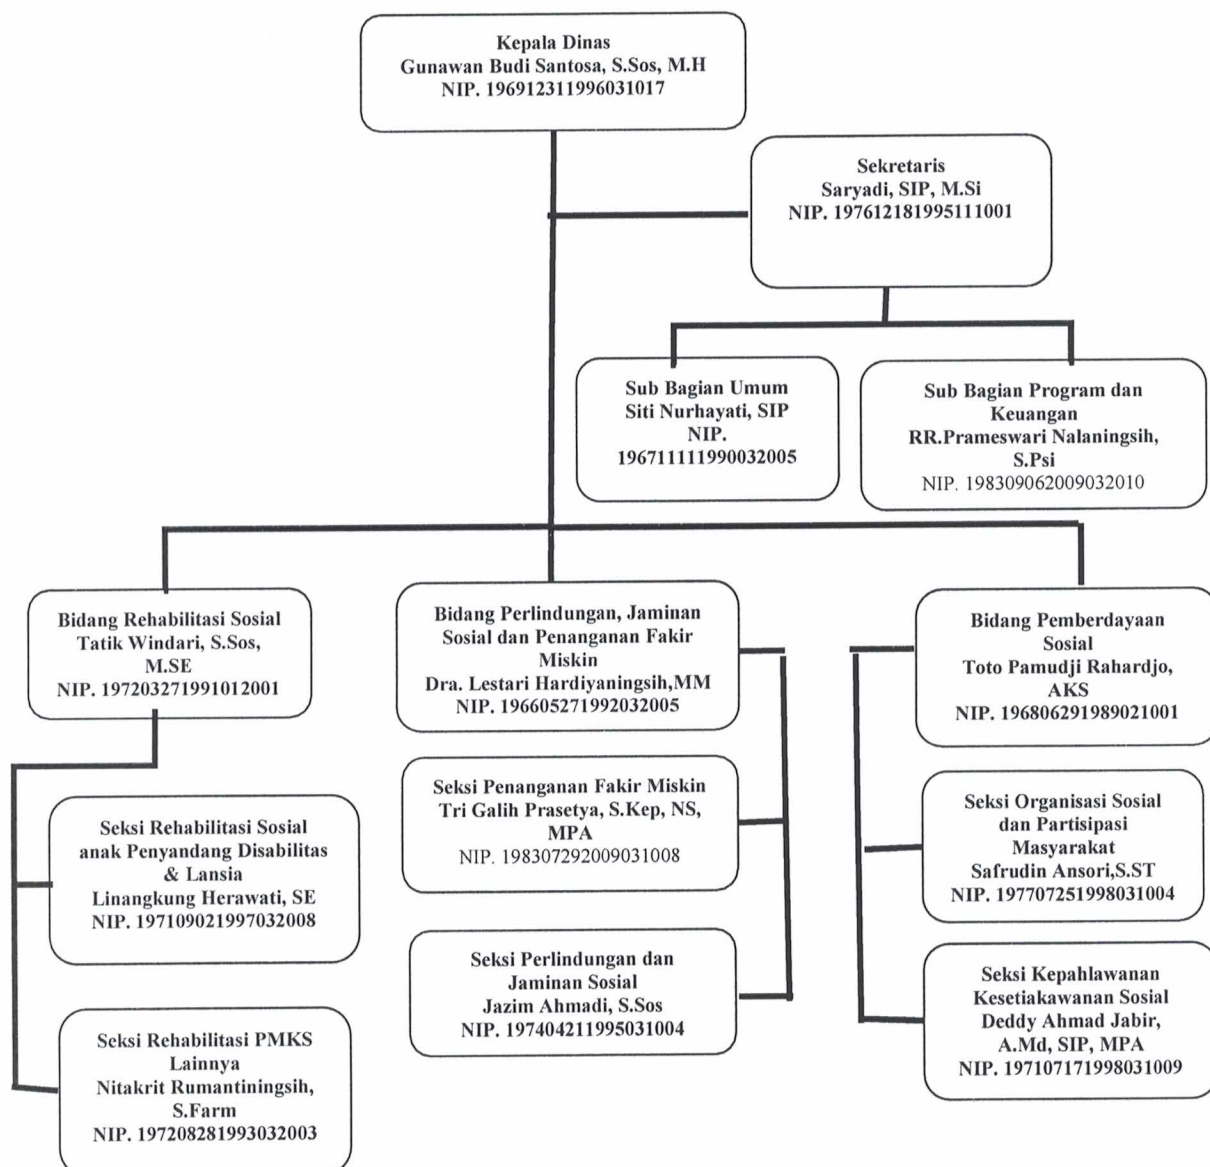 Kepala Dinas
Gunawan Budi Santosa, S.Sos, M.H
NIP. 196912311996031017
Sekretaris
Saryadi, SIP, M.Si
NIP. 197612181995111001
Sub Bagian Umum
Siti Nurhayati, SIP
NIP.
196711111990032005
Sub Bagian Program dan
Keuangan
RR.Prameswari Nalaningsih,
S.Psi
NIP. 198309062009032010
Bidang Rehabilitasi Sosial
Tatik Windari, S.Sos,
M.SE
NIP. 197203271991012001
Bidang Perlindungan, Jaminan
Sosial dan Penanganan Fakir
Miskin
Dra. Lestari Hardiyaningsih,MM
NIP. 196605271992032005
Bidang Pemberdayaan
Sosial
Toto Pamudji Rahardjo,
AKS
NIP. 196806291989021001
Seksi Rehabilitasi Sosial
anak Penyandang Disabilitas
& Lansia
Linangkung Herawati, SE
NIP. 197109021997032008
Seksi Penanganan Fakir Miskin
Tri Galih Prasetya, S.Kep, NS,
MPA
NIP. 198307292009031008
Seksi Organisasi Sosial
dan Partisipasi
Masyarakat
Safrudin Ansori,S.ST
NIP. 197707251998031004
Seksi Rehabilitasi PMKS
Lainnya
Nitakrit Rumantiningsih,
S.Farm
NIP. 197208281993032003
Seksi Perlindungan dan
Jaminan Sosial
Jazim Ahmadi, S.Sos
NIP. 197404211995031004
Seksi Kepahlawanan
Kesetiakawanan Sosial
Deddy Ahmad Jabir,
A.Md, SIP, MPA
NIP. 197107171998031009